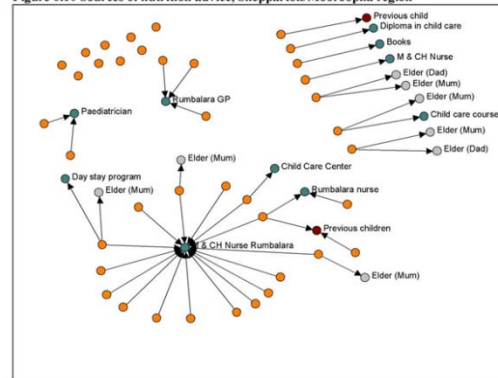 Previous child
Diploma in child care
Books
M & CH Nurse
Elder (Dad)
Elder (Mum)
Elder (Mum)
Rumbalara GP
Paediatrician
Child care course
Elder (Mum)
Elder (Dad)
Elder (Mum)
Child Care Center
Day stay program
Elder (Mum)
Rumbalara nurse
Previous children
& CH Nurse Rumbalara
Elder (Mum)